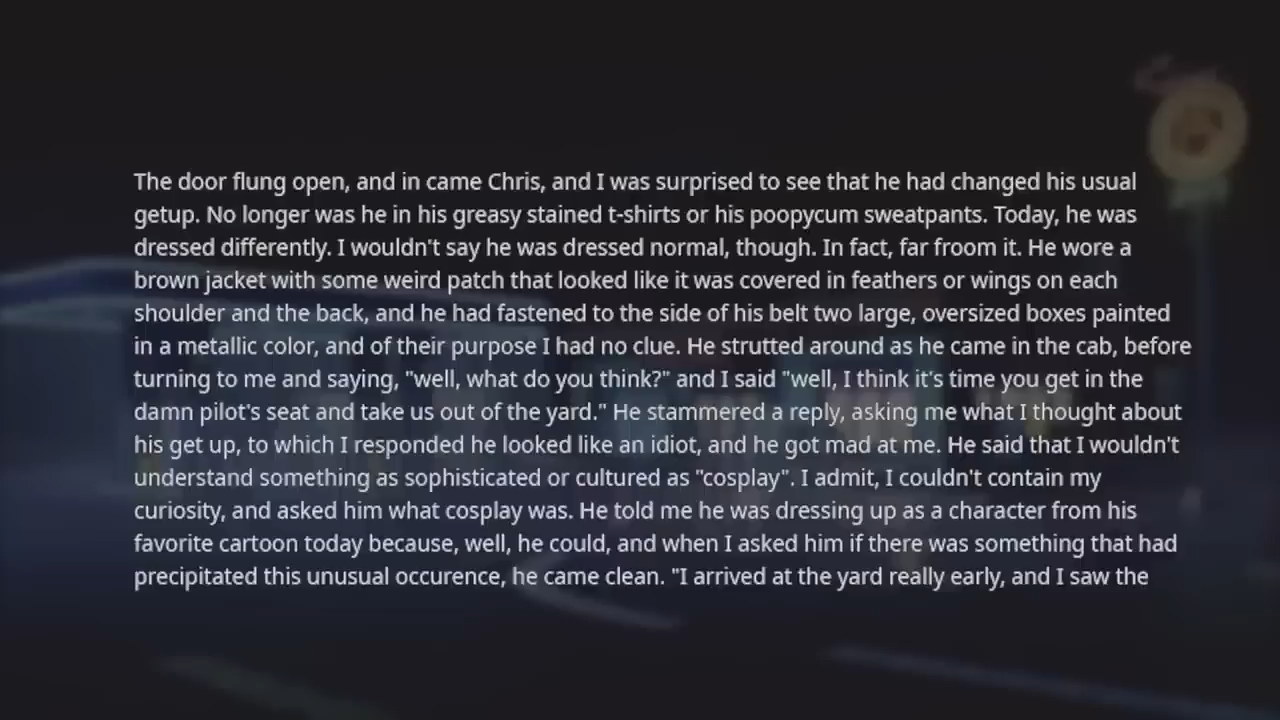 The door flung open, and in came Chris, and I was surprised to see that he had changed his usual
getup. No longer was he in his greasy stained t-shirts or his poopycum sweatpants. Today, he was
dressed differently. I wouldn't say he was dressed normal, though. In fact, far froom it. He wore a
brown jacket with some weird patch that looked like it was covered in feathers or wings on each
shoulder and the back, and he had fastened to the side of his belt two large, oversized boxes painted
in a metallic color, and of their purpose I had no clue. He strutted around as he came in the cab, before
turning to me and saying, "well, what do you think?" and I said "well, I think it's time you get in the
damn pilot's seat and take us out of the yard." He stammered a reply, asking me what I thought about
his get up, to which I responded he looked like an idiot, and he got mad at me. He said that I wouldn't
understand something as sophisticated or cultured as "cosplay". I admit, I couldn't contain my
curiosity, and asked him what cosplay was. He told me he was dressing up as a character from his
favorite cartoon today because, well, he could, and when I asked him if there was something that had
precipitated this unusual occurence, he came clean. "I arrived at the yard really early, and I saw the